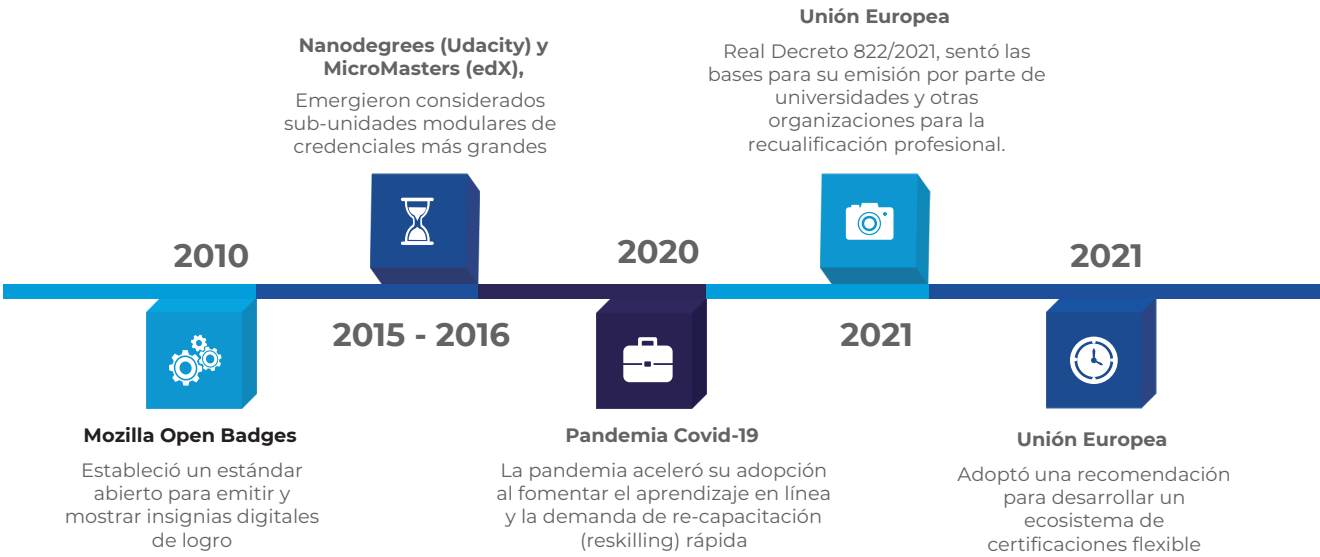 2010
Mozilla Open Badges
Estableció un estándar
abierto para emitir y
mostrar insignias digitales
de logro
Nanodegrees (Udacity) y
MicroMasters (edX),
Emergieron considerados
sub-unidades modulares de
credenciales más grandes
2015 - 2016
2020
Pandemia Covid-19
La pandemia aceleró su adopción
al fomentar el aprendizaje en línea
y la demanda de re-capacitación
(reskilling) rápida
Unión Europea
Real Decreto 822/2021, sentó las
bases para su emisión por parte de
universidades y otras
organizaciones para la
recualificación profesional.
2021
2021
Unión Europea
Adoptó una recomendación
para desarrollar un
ecosistema de
certificaciones flexible